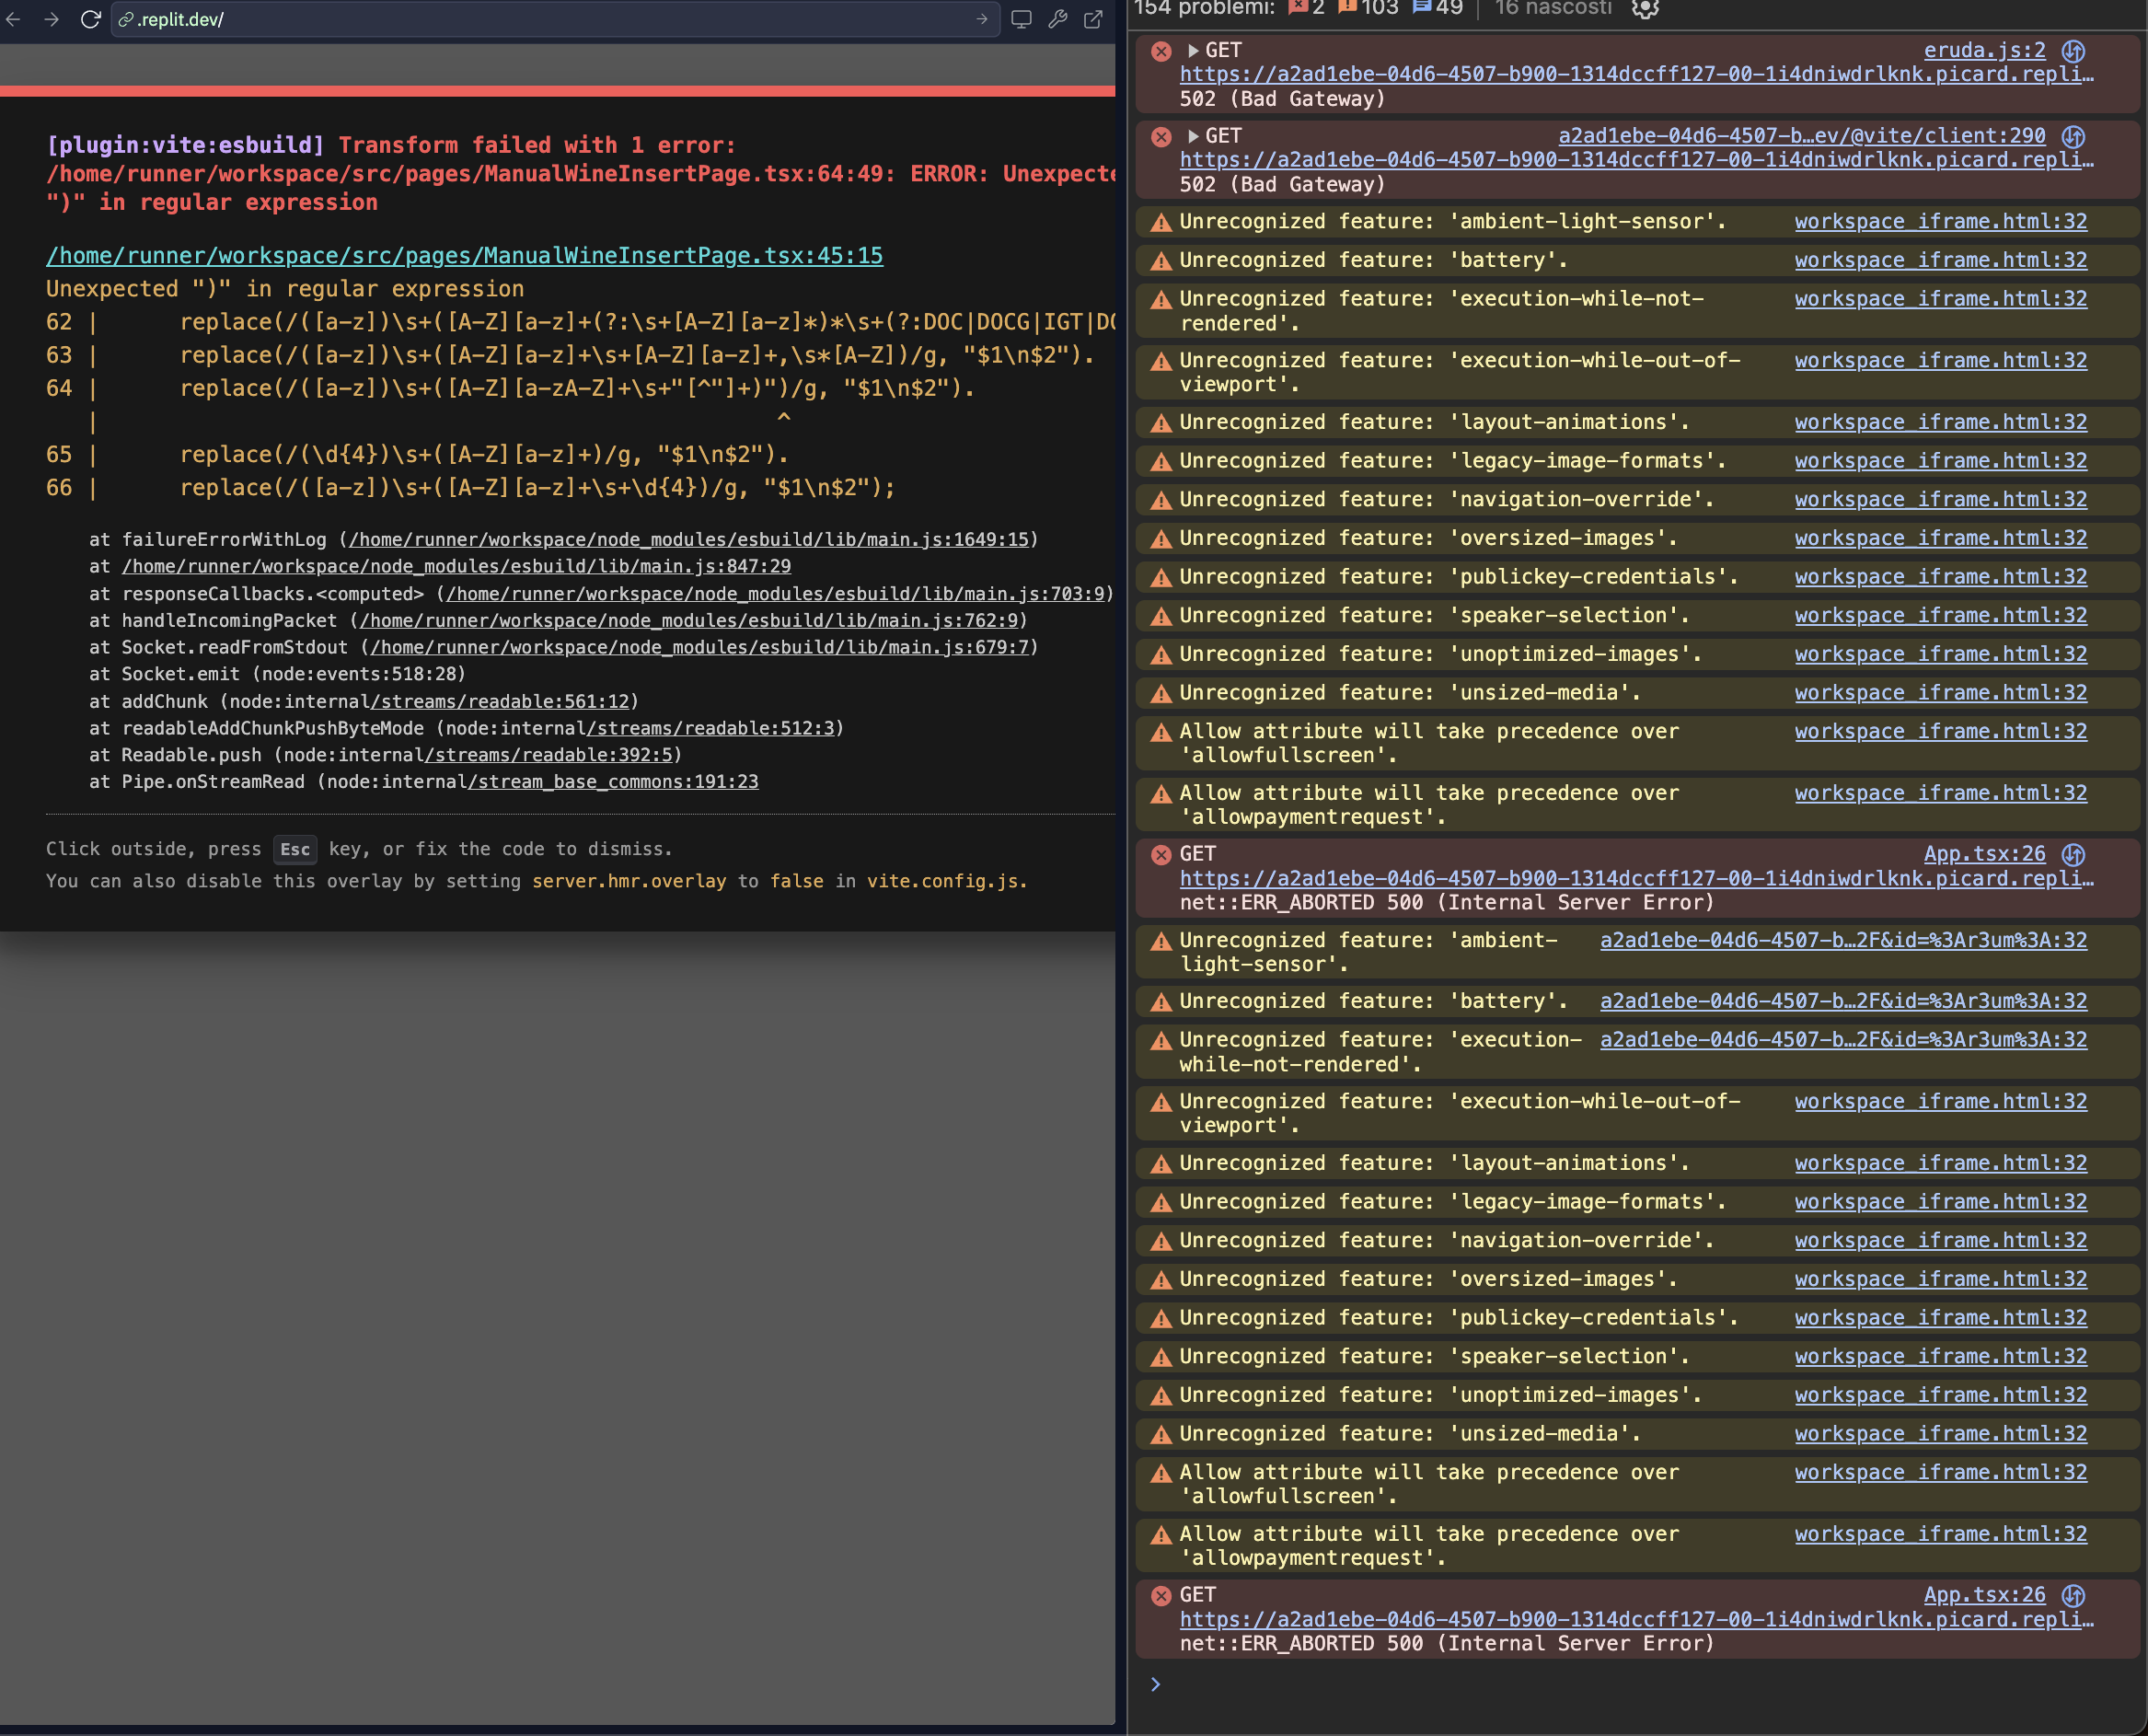 .replit.dev/
[plugin:vite:esbuild] Transform failed with 1 error:
/home/runner/workspace/src/pages/ManualWineInsertPage.tsx:64:49: ERROR: Unexpecte
")" in regular expression
/home/runner/workspace/src/pages/ManualWineInsertPage.tsx:45:15
Unexpected ")" in regular expression
62 |      replace(/([a-z])\s+([A-Z][a-z]+(?:\s+[A-Z][a-z]*)*\s+(?:DOC|DOCG|IGT|DO
63 |      replace(/([a-z])\s+([A-Z][a-z]+\s+[A-Z][a-z]+,\s*[A-Z])/g, "$1\n$2").
64 |      replace(/([a-z])\s+([A-Z][a-zA-Z]+\s+"[^"]+)")/g, "$1\n$2").
   |                                                   ^
65 |      replace(/(\d{4})\s+([A-Z][a-z]+)/g, "$1\n$2").
66 |      replace(/([a-z])\s+([A-Z][a-z]+\s+\d{4})/g, "$1\n$2");
at failureErrorWithLog (/home/runner/workspace/node_modules/esbuild/lib/main.js:1649:15)
at /home/runner/workspace/node_modules/esbuild/lib/main.js:847:29
at responseCallbacks.<computed> (/home/runner/workspace/node_modules/esbuild/lib/main.js:703:9)
at handleIncomingPacket (/home/runner/workspace/node_modules/esbuild/lib/main.js:762:9)
at Socket.readFromStdout (/home/runner/workspace/node_modules/esbuild/lib/main.js:679:7)
at Socket.emit (node:events:518:28)
at addChunk (node:internal/streams/readable:561:12)
at readableAddChunkPushByteMode (node:internal/streams/readable:512:3)
at Readable.push (node:internal/streams/readable:392:5)
at Pipe.onStreamRead (node:internal/stream_base_commons:191:23
Click outside, press Esc key, or fix the code to dismiss.
You can also disable this overlay by setting server.hmr.overlay to false in vite.config.js.
154 problemi: 2 103 49 | 16 nascosti
GET eruda.js:2
https://a2ad1ebe-04d6-4507-b900-1314dccff127-00-1i4dniwdrlknk.picard.repli…
502 (Bad Gateway)
GET a2ad1ebe-04d6-4507-b…ev/@vite/client:290
https://a2ad1ebe-04d6-4507-b900-1314dccff127-00-1i4dniwdrlknk.picard.repli…
502 (Bad Gateway)
Unrecognized feature: 'ambient-light-sensor'. workspace_iframe.html:32
Unrecognized feature: 'battery'. workspace_iframe.html:32
Unrecognized feature: 'execution-while-not- workspace_iframe.html:32
rendered'.
Unrecognized feature: 'execution-while-out-of- workspace_iframe.html:32
viewport'.
Unrecognized feature: 'layout-animations'. workspace_iframe.html:32
Unrecognized feature: 'legacy-image-formats'. workspace_iframe.html:32
Unrecognized feature: 'navigation-override'. workspace_iframe.html:32
Unrecognized feature: 'oversized-images'. workspace_iframe.html:32
Unrecognized feature: 'publickey-credentials'. workspace_iframe.html:32
Unrecognized feature: 'speaker-selection'. workspace_iframe.html:32
Unrecognized feature: 'unoptimized-images'. workspace_iframe.html:32
Unrecognized feature: 'unsized-media'. workspace_iframe.html:32
Allow attribute will take precedence over workspace_iframe.html:32
'allowfullscreen'.
Allow attribute will take precedence over workspace_iframe.html:32
'allowpaymentrequest'.
GET App.tsx:26
https://a2ad1ebe-04d6-4507-b900-1314dccff127-00-1i4dniwdrlknk.picard.repli…
net::ERR_ABORTED 500 (Internal Server Error)
Unrecognized feature: 'ambient- a2ad1ebe-04d6-4507-b…2F&id=%3Ar3um%3A:32
light-sensor'.
Unrecognized feature: 'battery'. a2ad1ebe-04d6-4507-b…2F&id=%3Ar3um%3A:32
Unrecognized feature: 'execution- a2ad1ebe-04d6-4507-b…2F&id=%3Ar3um%3A:32
while-not-rendered'.
Unrecognized feature: 'execution-while-out-of- workspace_iframe.html:32
viewport'.
Unrecognized feature: 'layout-animations'. workspace_iframe.html:32
Unrecognized feature: 'legacy-image-formats'. workspace_iframe.html:32
Unrecognized feature: 'navigation-override'. workspace_iframe.html:32
Unrecognized feature: 'oversized-images'. workspace_iframe.html:32
Unrecognized feature: 'publickey-credentials'. workspace_iframe.html:32
Unrecognized feature: 'speaker-selection'. workspace_iframe.html:32
Unrecognized feature: 'unoptimized-images'. workspace_iframe.html:32
Unrecognized feature: 'unsized-media'. workspace_iframe.html:32
Allow attribute will take precedence over workspace_iframe.html:32
'allowfullscreen'.
Allow attribute will take precedence over workspace_iframe.html:32
'allowpaymentrequest'.
GET App.tsx:26
https://a2ad1ebe-04d6-4507-b900-1314dccff127-00-1i4dniwdrlknk.picard.repli…
net::ERR_ABORTED 500 (Internal Server Error)